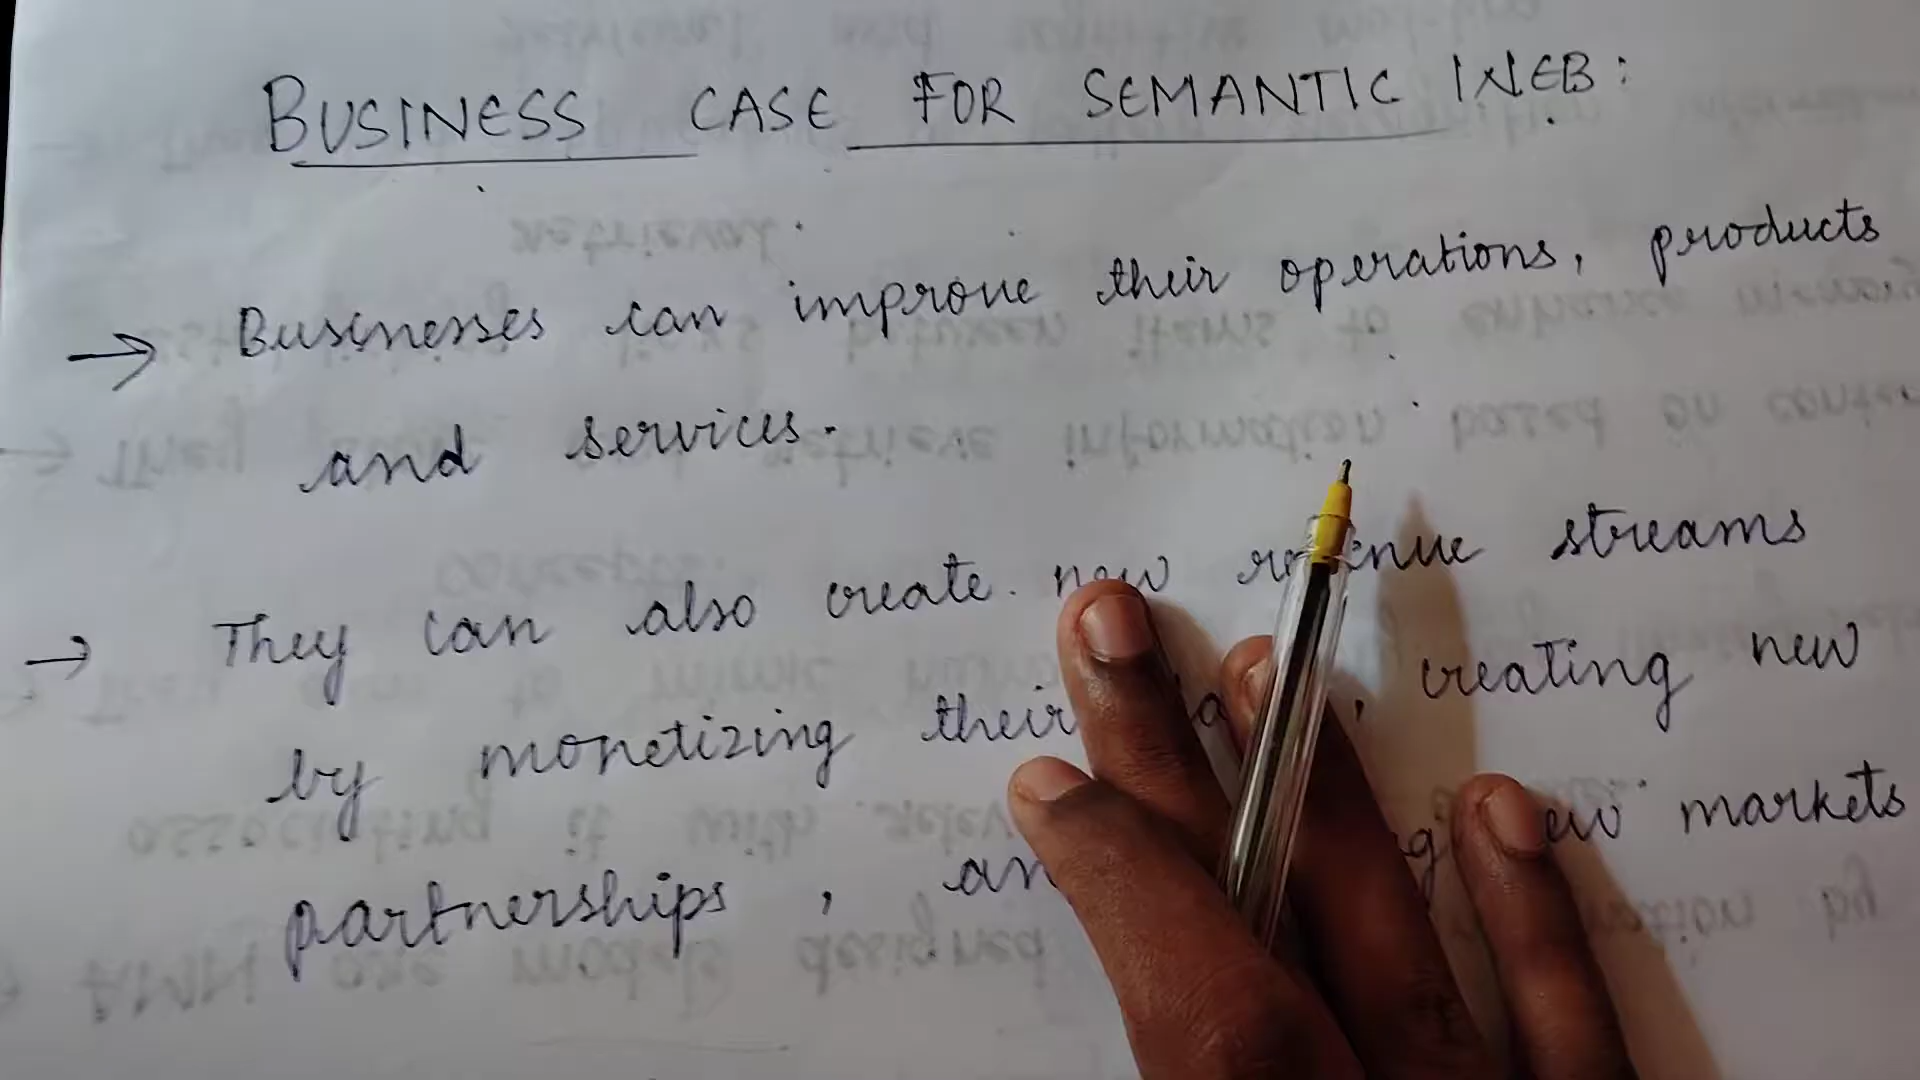 BUSINESS CASE FOR SEMANTIC WEB:
→ Businesses can improve their operations, products
and services.
→ They can also create new revenue streams
by monetizing their , creating new
partnerships, markets